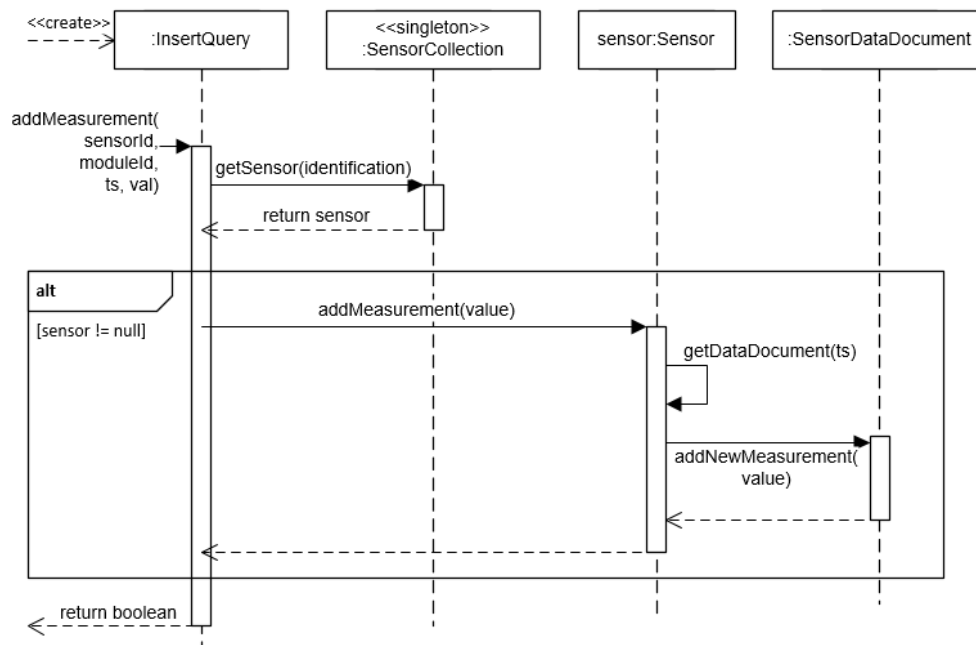 <<create>>
:InsertQuery
<<singleton>>
:SensorCollection
sensor:Sensor
:SensorDataDocument
addMeasurement(
sensorId,
moduleId,
ts, val)
getSensor(identification)
return sensor
alt
[sensor != null]
addMeasurement(value)
getDataDocument(ts)
addNewMeasurement(
value)
return boolean